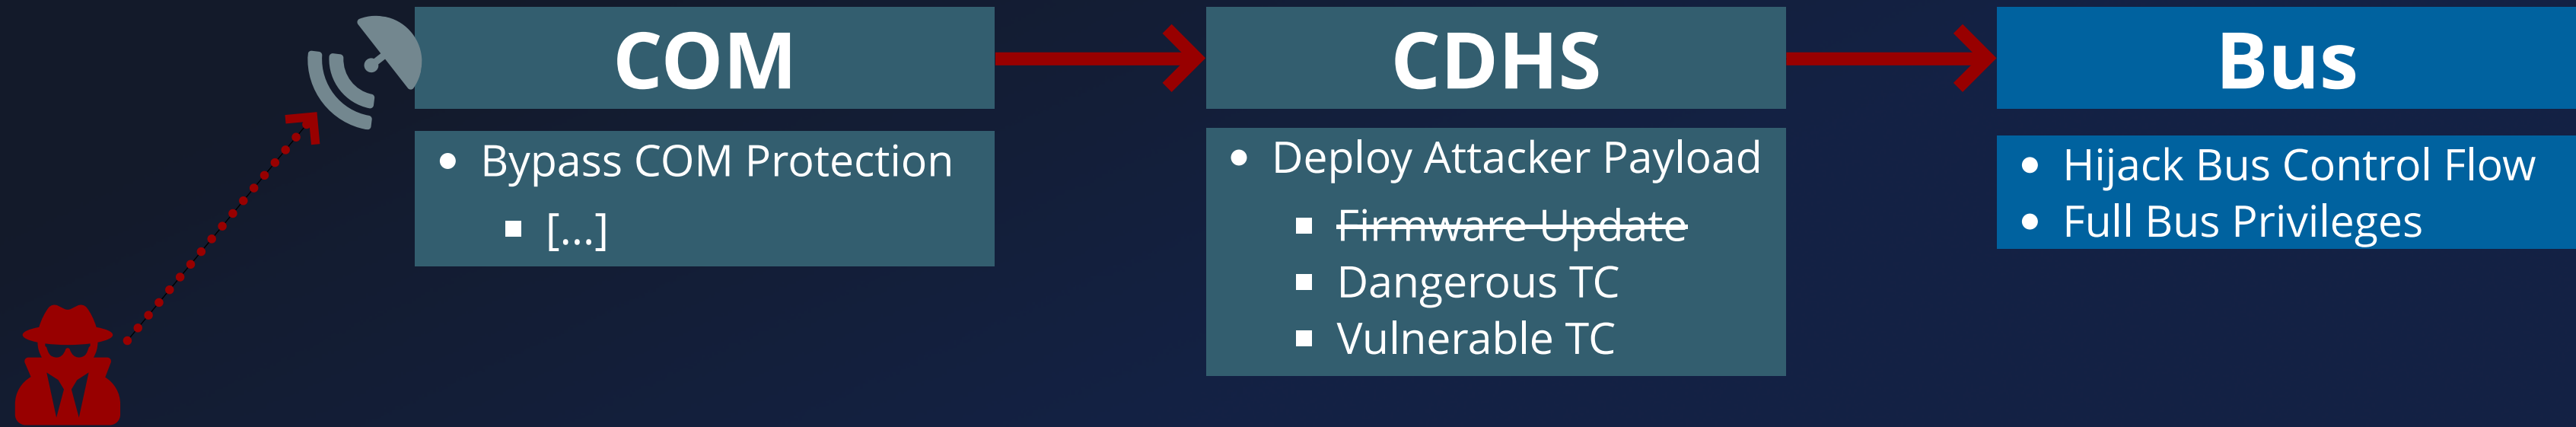 COM
Bypass COM Protection
[...]
CDHS
Deploy Attacker Payload
Firmware Update
Dangerous TC
Vulnerable TC
Bus
Hijack Bus Control Flow
Full Bus Privileges